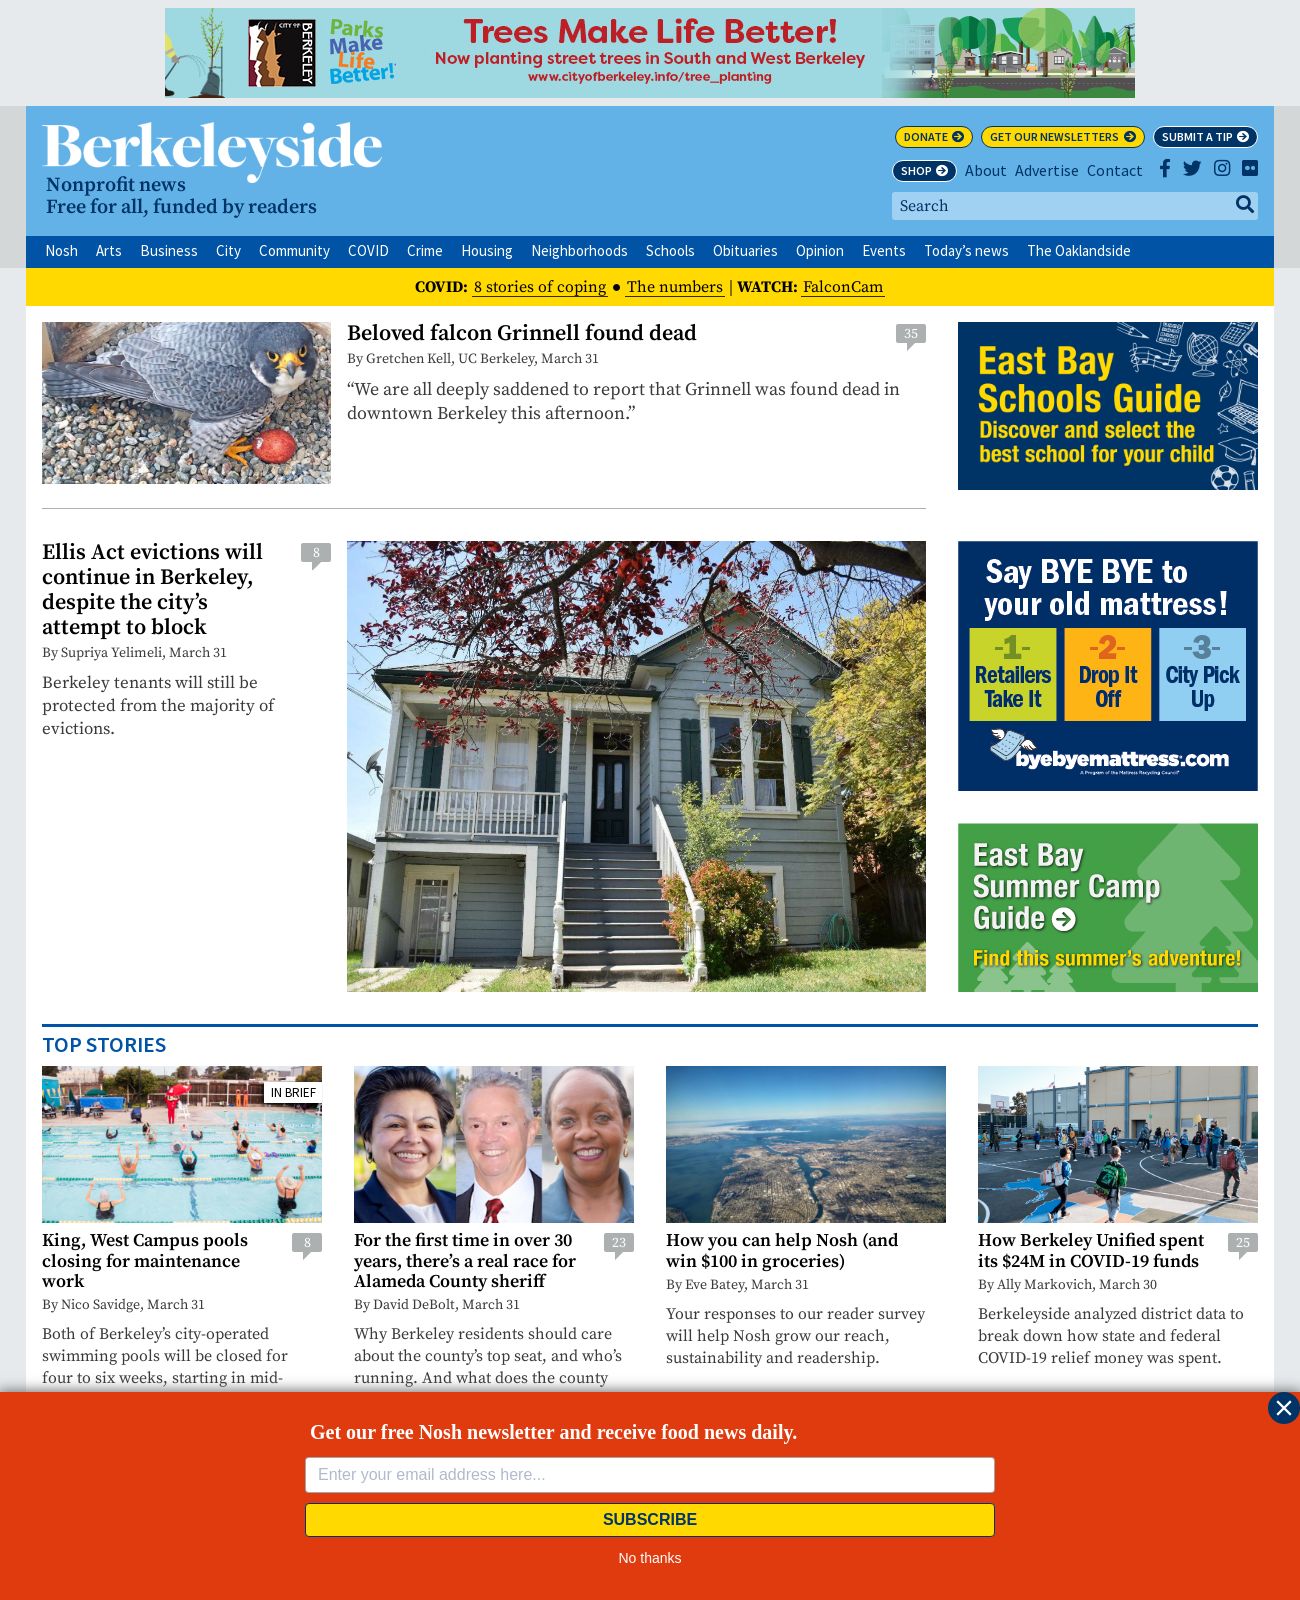 CITY OF
BERKELEY
Parks
Make
Life
Better!
Trees Make Life Better!
Now planting street trees in South and West Berkeley
www.cityofberkeley.info/tree_planting
Berkeleyside
Nonprofit news
Free for all, funded by readers
DONATE
GET OUR NEWSLETTERS
SUBMIT A TIP
SHOP
About
Advertise
Contact
Search
Nosh Arts Business City Community COVID Crime Housing Neighborhoods Schools Obituaries Opinion Events Today’s news The Oaklandside
COVID: 8 stories of coping ● The numbers | WATCH: FalconCam
Beloved falcon Grinnell found dead
35
By Gretchen Kell, UC Berkeley, March 31
“We are all deeply saddened to report that Grinnell was found dead in
downtown Berkeley this afternoon.”
East Bay
Schools Guide
Discover and select the
best school for your child
Ellis Act evictions will
continue in Berkeley,
despite the city’s
attempt to block
8
By Supriya Yelimeli, March 31
Berkeley tenants will still be
protected from the majority of
evictions.
Say BYE BYE to
your old mattress!
-1-
Retailers
Take It
-2-
Drop It
Off
-3-
City Pick
Up
byebyemattress.com
A Program of the Mattress Recycling Council
East Bay
Summer Camp
Guide
Find this summer’s adventure!
TOP STORIES
IN BRIEF
King, West Campus pools
closing for maintenance
work
8
By Nico Savidge, March 31
Both of Berkeley’s city-operated
swimming pools will be closed for
four to six weeks, starting in mid-
For the first time in over 30
years, there’s a real race for
Alameda County sheriff
23
By David DeBolt, March 31
Why Berkeley residents should care
about the county’s top seat, and who’s
running. And what does the county
How you can help Nosh (and
win $100 in groceries)
By Eve Batey, March 31
Your responses to our reader survey
will help Nosh grow our reach,
sustainability and readership.
How Berkeley Unified spent
its $24M in COVID-19 funds
25
By Ally Markovich, March 30
Berkeleyside analyzed district data to
break down how state and federal
COVID-19 relief money was spent.
Get our free Nosh newsletter and receive food news daily.
Enter your email address here...
SUBSCRIBE
No thanks